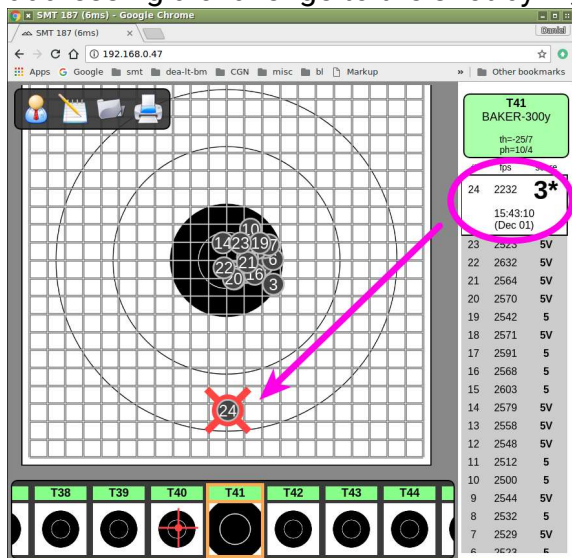 SMT 187 (6ms) - Google Chrome
SMT 187 (6ms)
Daniel
192.168.0.47
Apps Google smt dea-lt-bm CGN misc bl Markup » Other bookmarks
T41
BAKER-300y
th=-25/7
ph=10/4
fps
24 2232 3*
15:43:10
(Dec 01)
23 2523 5V
22 2632 5V
21 2564 5V
20 2570 5V
19 2542 5
18 2571 5V
17 2591 5
16 2568 5
15 2603 5
14 2579 5V
13 2558 5V
12 2548 5V
11 2512 5
10 2500 5
9 2544 5V
8 2532 5
7 2529 5V
6 2523 5
10
14 23 19 7
22 21 6
20 16 3
24
T38 T39 T40 T41 T42 T43 T44